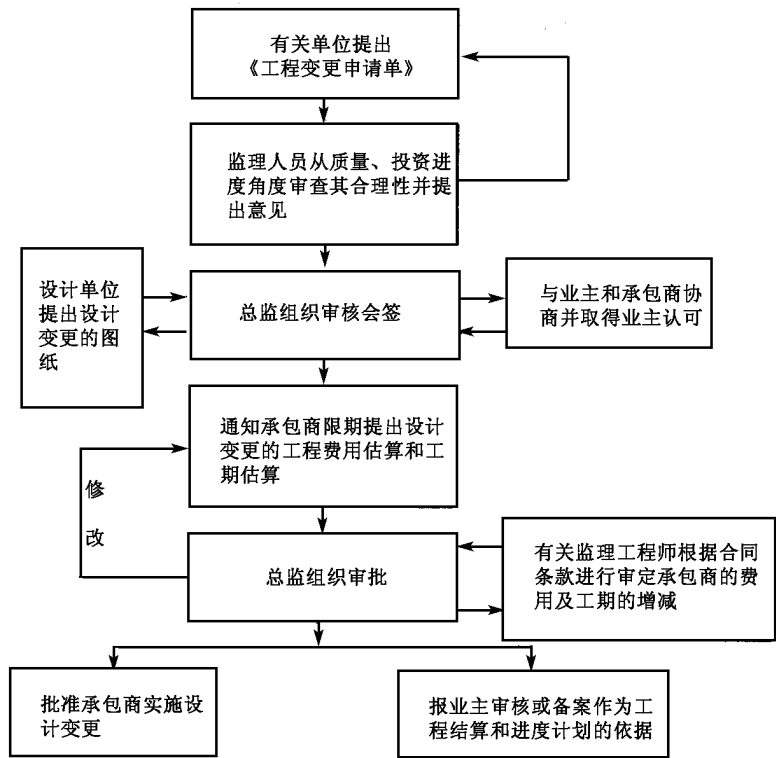 有关单位提出
《工程变更申请单》
监理人员从质量、投资进
度角度审查其合理性并提
出意见
设计单位
提出设计
变更的图
纸
总监组织审核会签
与业主和承包商协
商并取得业主认可
通知承包商限期提出设计
变更的工程费用估算和工
期估算
修
改
总监组织审批
有关监理工程师根据合同
条款进行审定承包商的费
用及工期的增减
批准承包商实施设
计变更
报业主审核或备案作为工
程结算和进度计划的依据